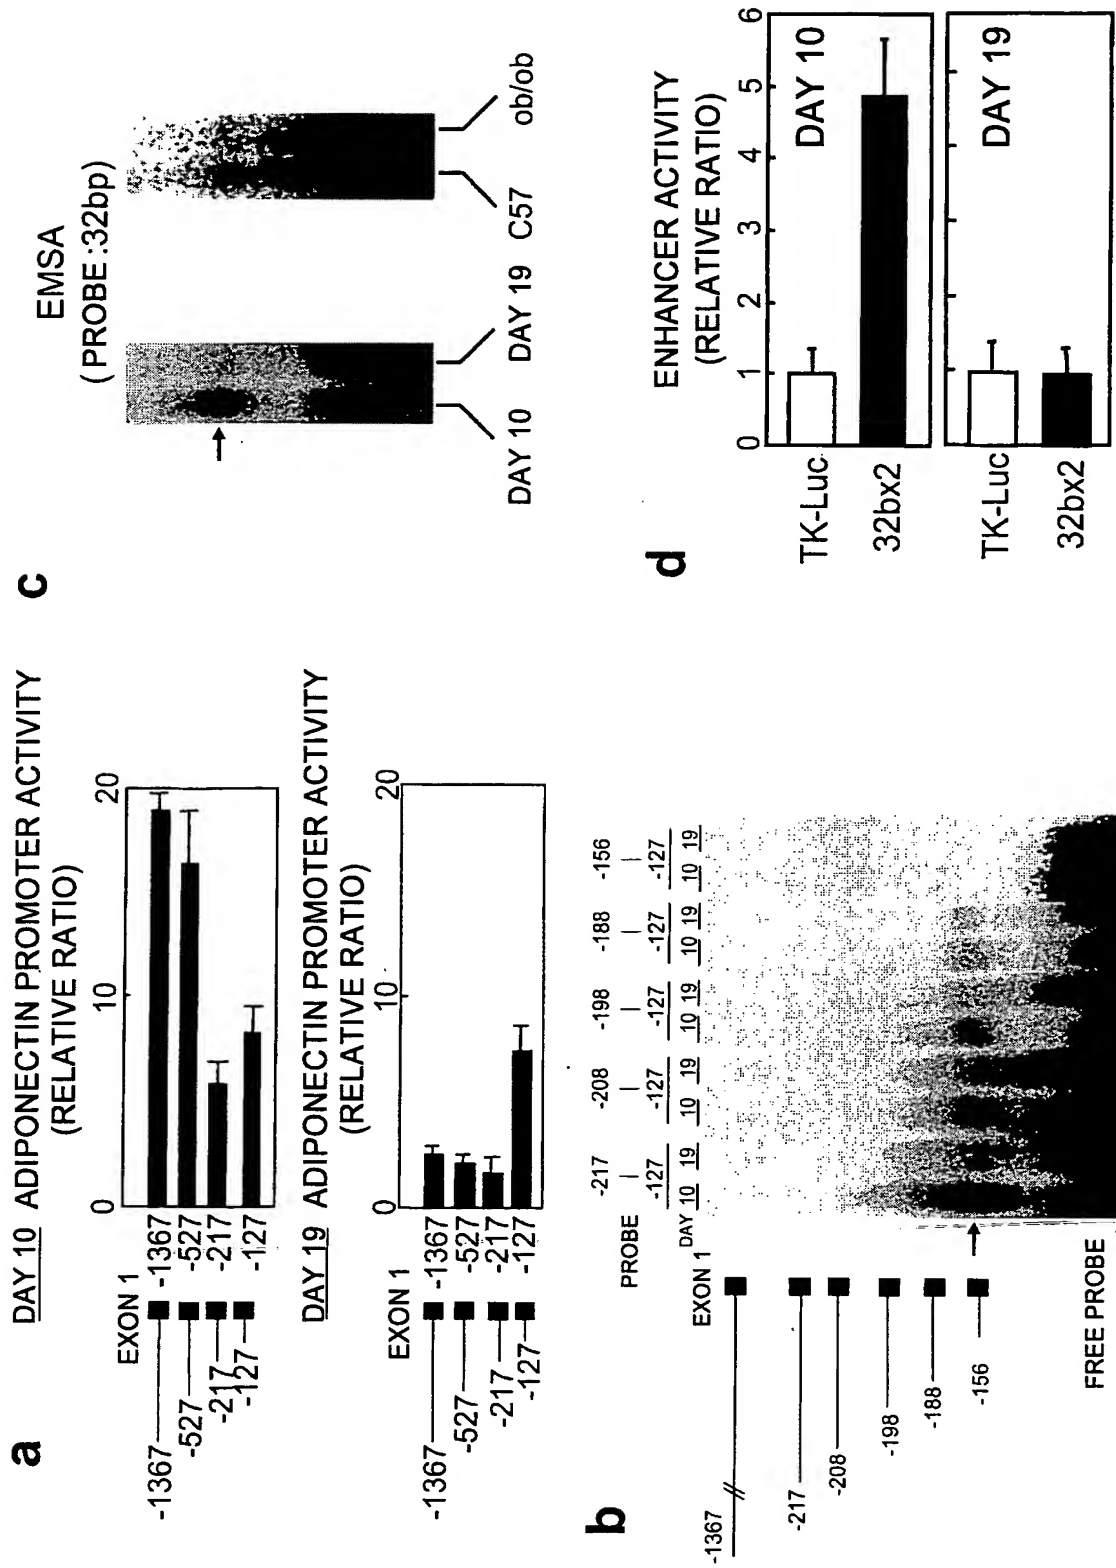 a
DAY 10 ADIPONECTIN PROMOTER ACTIVITY
(RELATIVE RATIO)
EXON 1
0
10
20
-1367
-1367
-527
-527
-217
-217
-127
-127
DAY 19 ADIPONECTIN PROMOTER ACTIVITY
(RELATIVE RATIO)
EXON 1
0
10
20
-1367
-1367
-527
-527
-217
-217
-127
-127
c
EMSA
( PROBE :32bp)
DAY 10 DAY 19 C57 ob/ob
b
PROBE
-217 -208 -198 -188 -156
-127 -127 -127 -127 -127
DAY 10 19 10 19 10 19 10 19 10 19
EXON 1
-1367
-217
-208
-198
-188
-156
FREE PROBE
d
ENHANCER ACTIVITY
(RELATIVE RATIO)
0 1 2 3 4 5 6
TK-Luc
32bx2
DAY 10
TK-Luc
32bx2
DAY 19